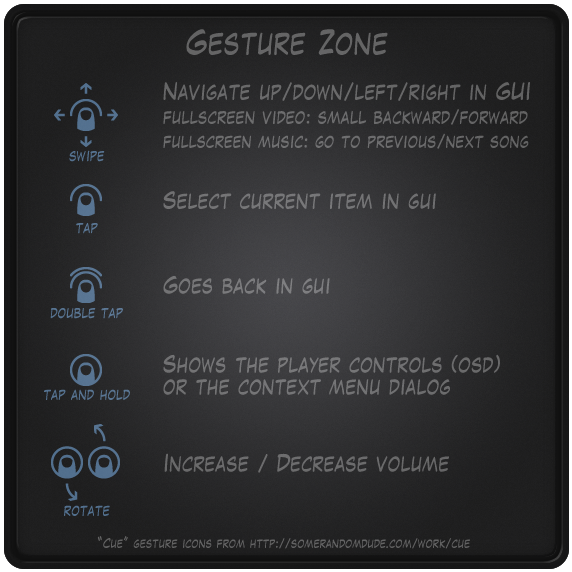 Gesture Zone
Navigate up/down/left/right in GUI
fullscreen video: small backward/forward
fullscreen music: go to previous/next song
swipe
Select current item in gui
tap
Goes back in gui
double tap
Shows the player controls (osd)
or the context menu dialog
tap and hold
Increase / Decrease volume
rotate
"Cue" gesture icons from http://somerandomdude.com/work/cue